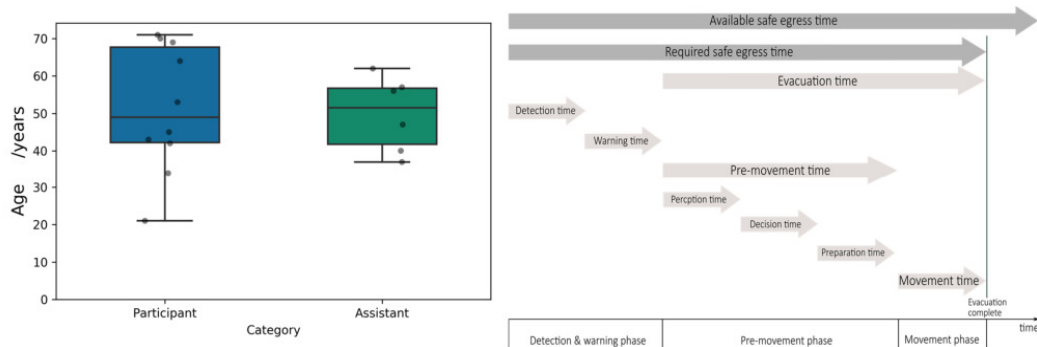 70
60
50
40
30
20
10
0
Age /years
Participant
Assistant
Category
Available safe egress time
Required safe egress time
Evacuation time
Detection time
Warning time
Pre-movement time
Percption time
Decision time
Preparation time
Movement time
Evacuation
complete
time
Detection & warning phase
Pre-movement phase
Movement phase